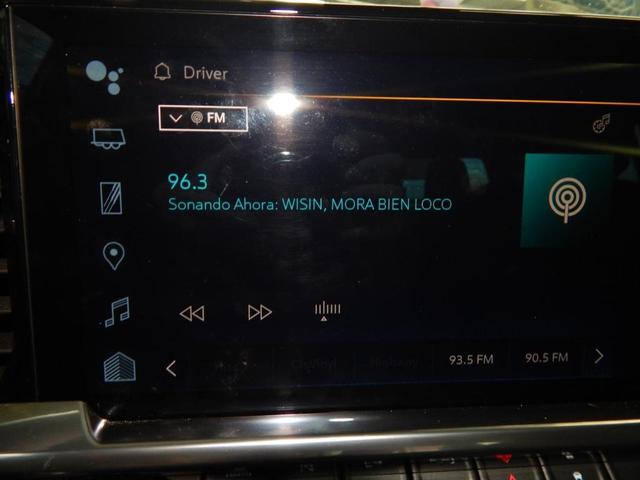 Driver
FM
96.3
Sonando Ahora: WISIN, MORA BIEN LOCO
93.5 FM
90.5 FM